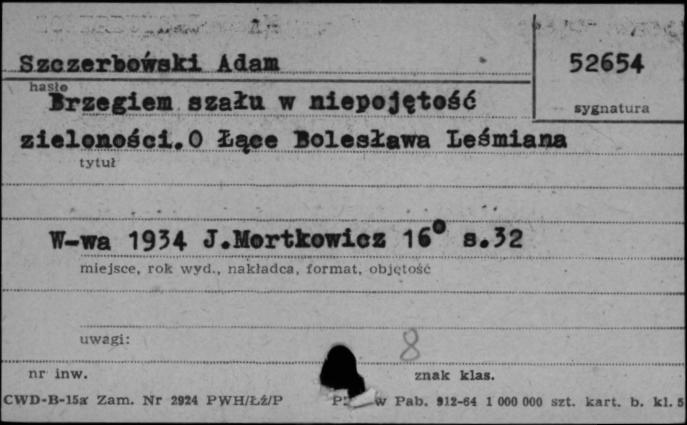 Szczerbowski Adam
52654
hasło
sygnatura
Brzegiem szału w niepojętość
zieloności.O Łące Bolesława Leśmiana
tytuł
W-wa 1934 J.Mortkowicz 16° s.32
miejsce, rok wyd., nakładca, format, objętość
uwagi:
8
nr inw.
znak klas.
CWD-B-15a Zam. Nr 2924 PWH/ŁŹ/P
w Pab. 912-64 1 000 000 szt. kart. b. kl. 5